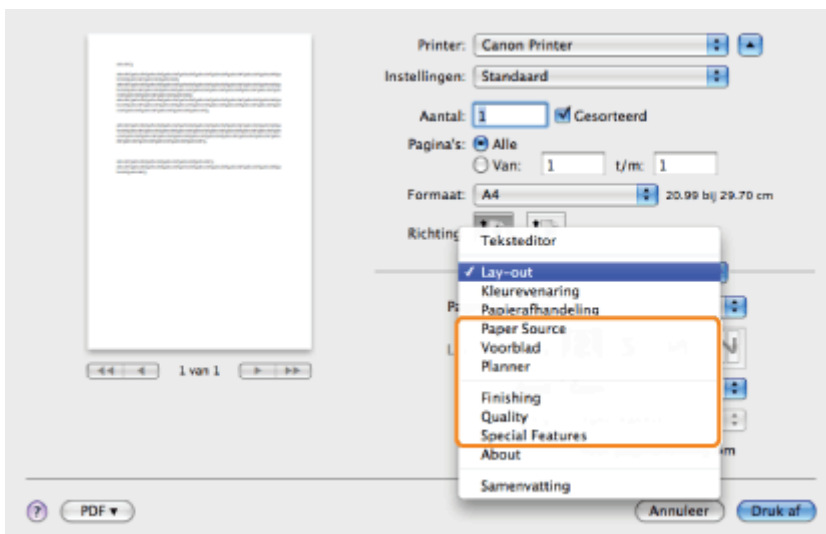 Printer: Canon Printer
Instellingen: Standaard
Aantal: 1 Gesorteerd
Pagina's: Alle
Van: 1 t/m: 1
Formaat: A4 20.99 bij 29.70 cm
Richting
Teksteditor
✓ Lay-out
Kleurevenaring
Papierafhandeling
Paper Source
Voorblad
Planner
Finishing
Quality
Special Features
About
Samenvatting
1 van 1
? PDF ▾ Annuleer Druk af